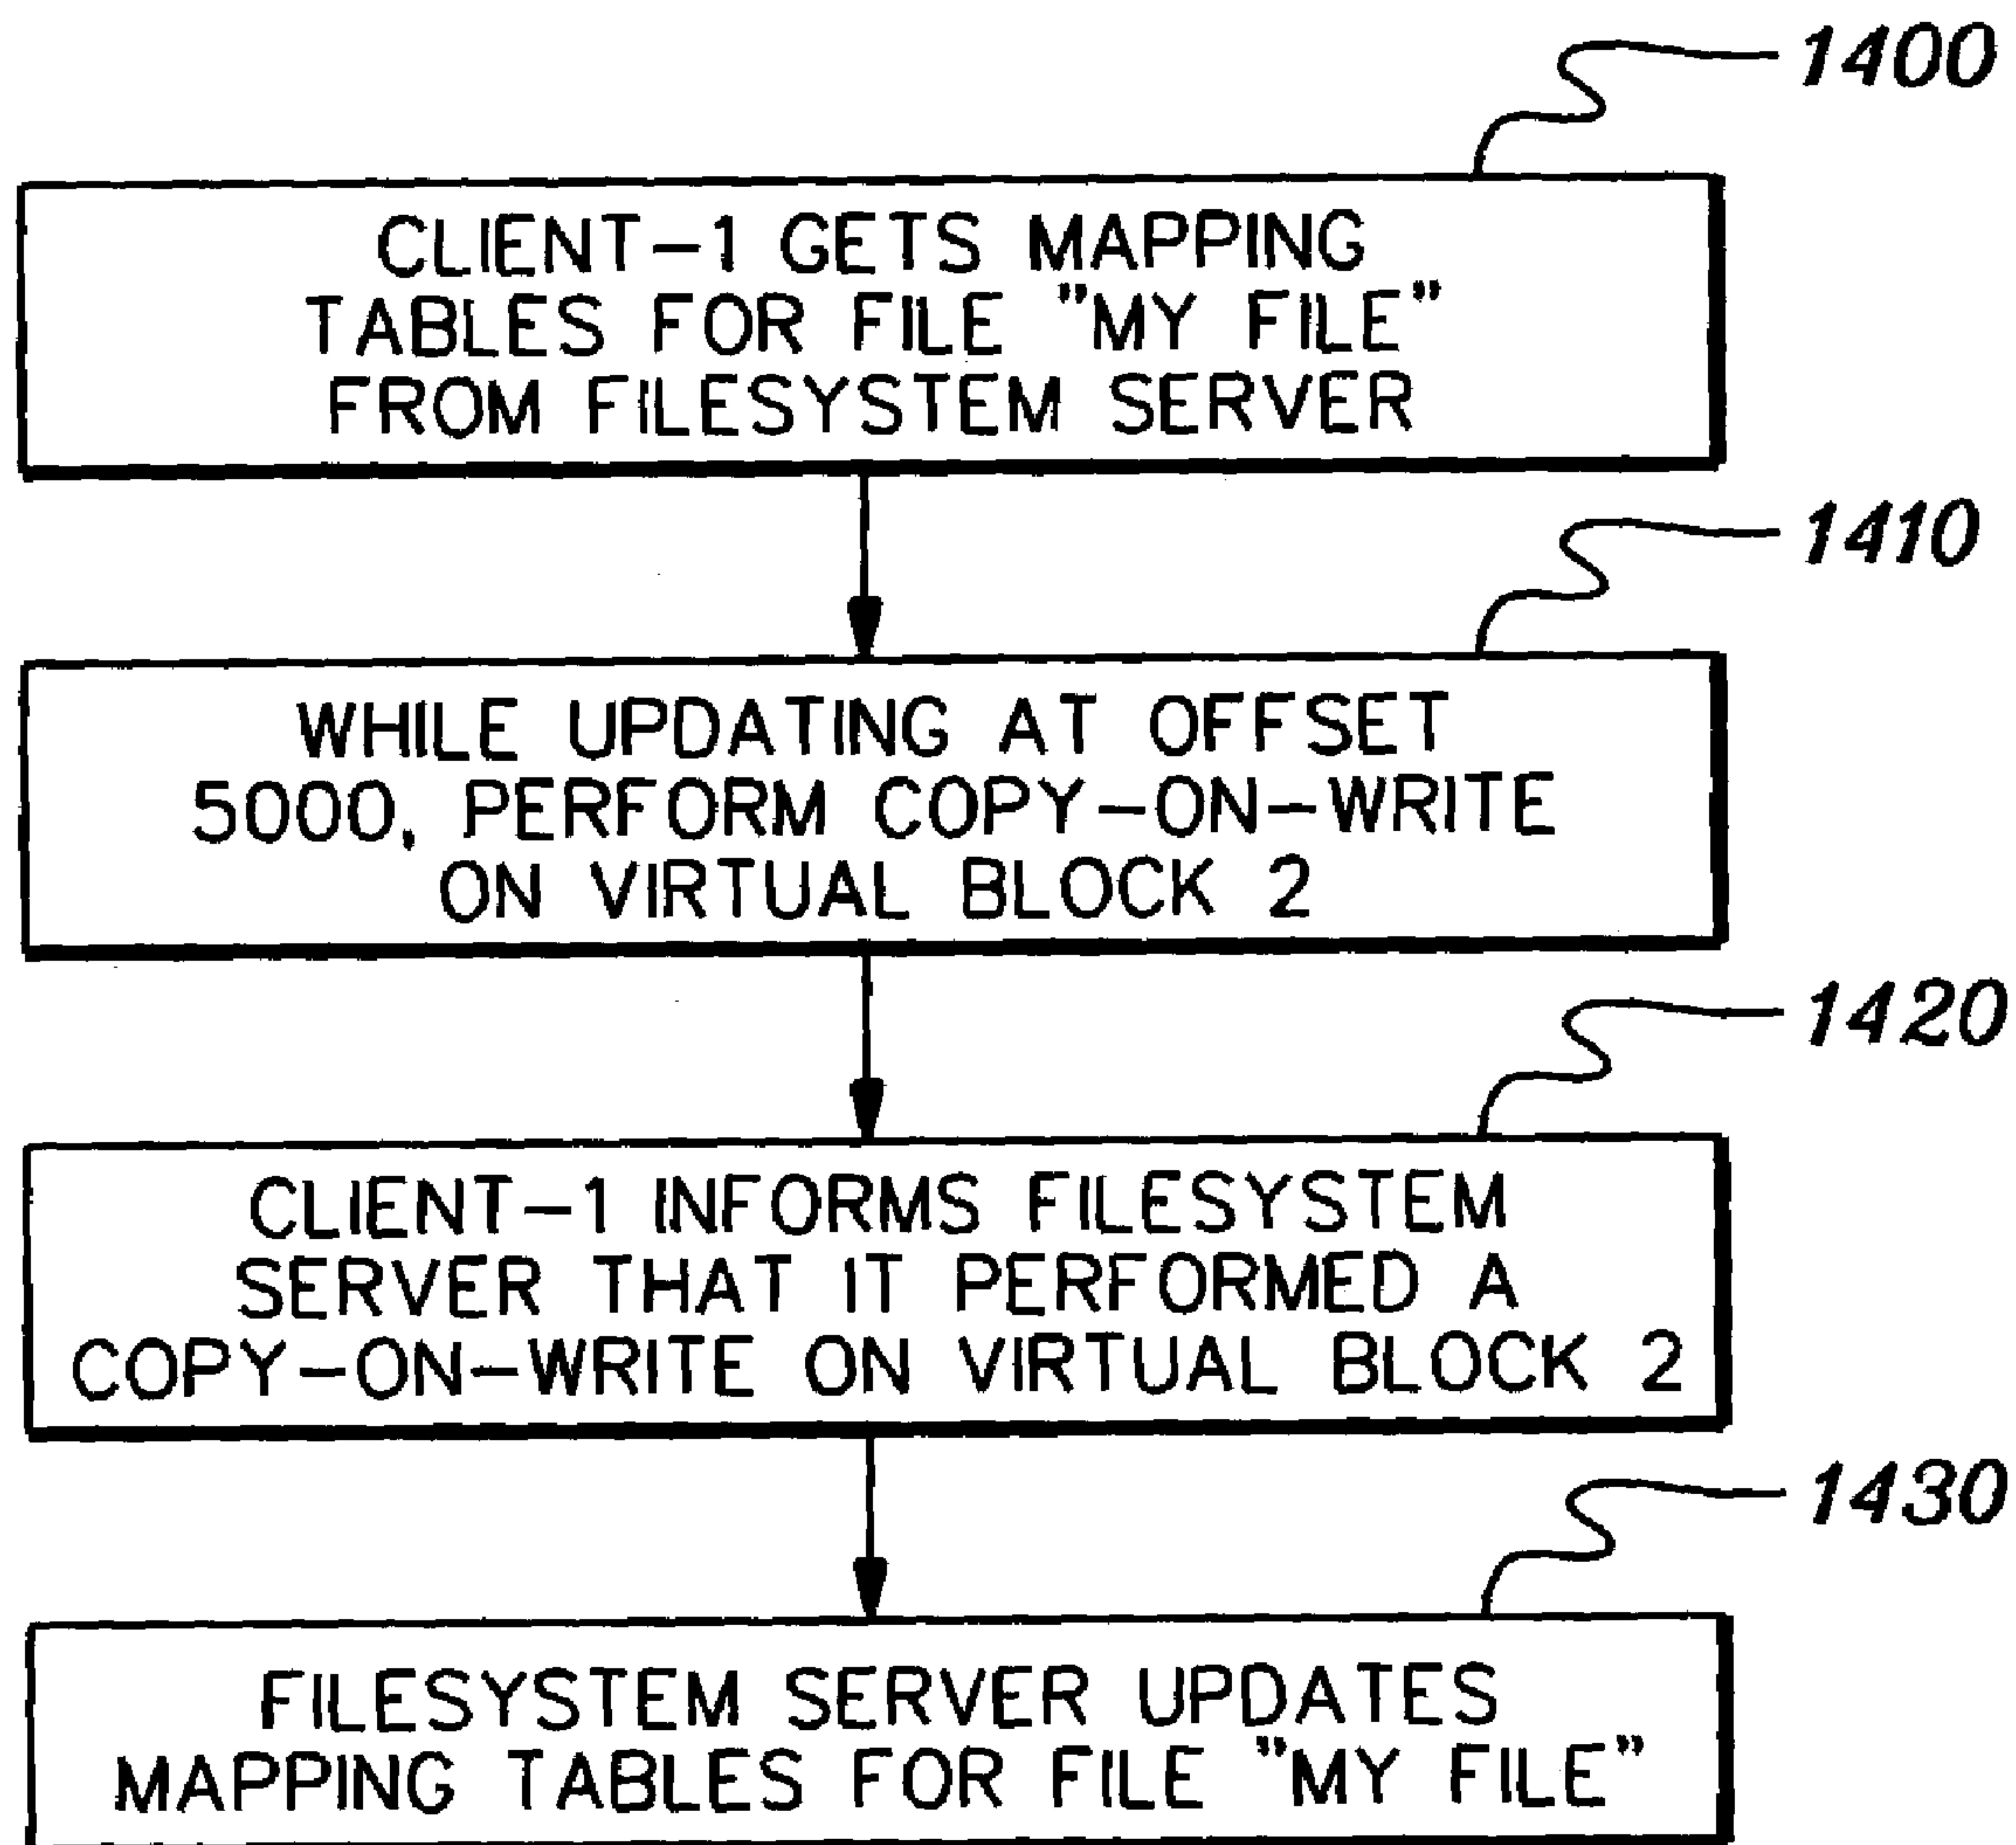 1400
CLIENT-1 GETS MAPPING
TABLES FOR FILE "MY FILE"
FROM FILESYSTEM SERVER
1410
WHILE UPDATING AT OFFSET
5000, PERFORM COPY-ON-WRITE
ON VIRTUAL BLOCK 2
1420
CLIENT-1 INFORMS FILESYSTEM
SERVER THAT IT PERFORMED A
COPY-ON-WRITE ON VIRTUAL BLOCK 2
1430
FILESYSTEM SERVER UPDATES
MAPPING TABLES FOR FILE "MY FILE"